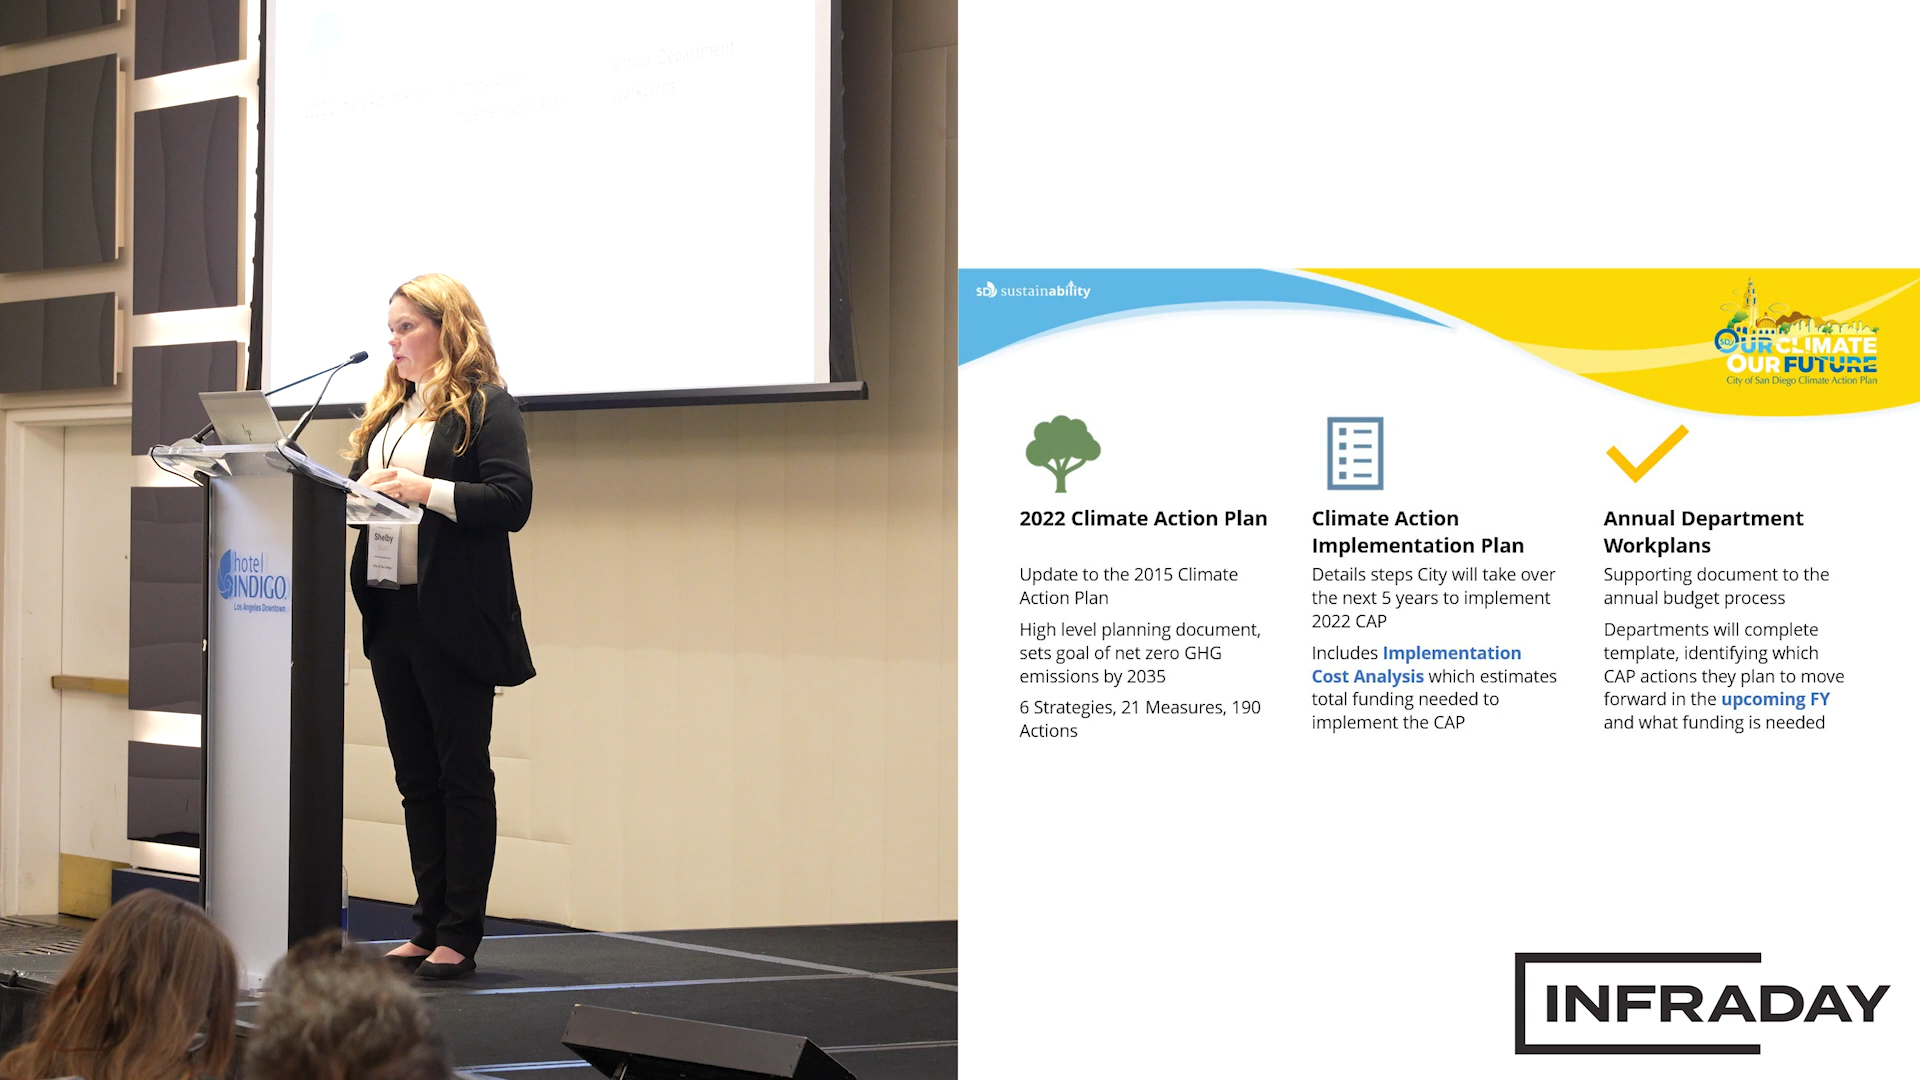 Department
Shelby
hotel
INDIGO
Los Angeles Downtown
SD sustainability
OUR CLIMATE
OUR FUTURE
City of San Diego Climate Action Plan
2022 Climate Action Plan
Update to the 2015 Climate
Action Plan
High level planning document,
sets goal of net zero GHG
emissions by 2035
6 Strategies, 21 Measures, 190
Actions
Climate Action
Implementation Plan
Details steps City will take over
the next 5 years to implement
2022 CAP
Includes Implementation
Cost Analysis which estimates
total funding needed to
implement the CAP
Annual Department
Workplans
Supporting document to the
annual budget process
Departments will complete
template, identifying which
CAP actions they plan to move
forward in the upcoming FY
and what funding is needed
INFRADAY